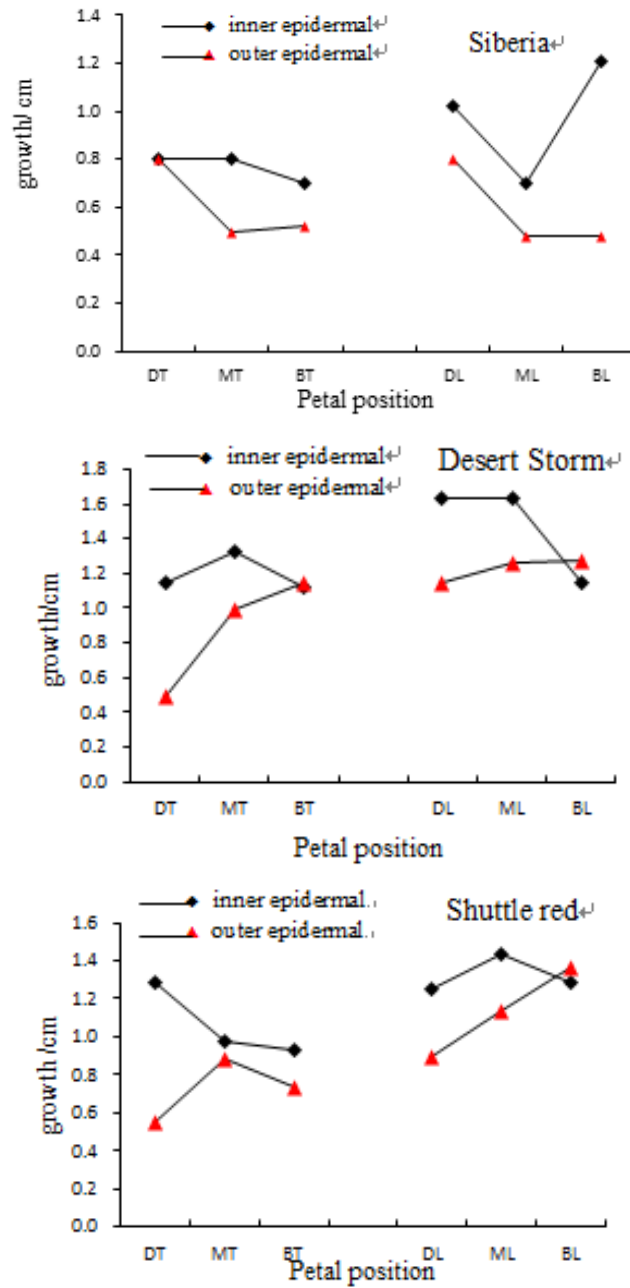 1.4
inner epidermal
outer epidermal
Siberia↵
1.2
1.0
0.8
0.6
0.4
0.2
0.0
growth/ cm
DT MT BT DL ML BL
Petal position
1.8
inner epidermal↵
outer epidermal↵
Desert Storm↵
1.6
1.4
1.2
1.0
0.8
0.6
0.4
0.2
0.0
growth/cm
DT MT BT DL ML BL
Petal position
inner epidermal.↓
outer epidermal.↓
Shuttle red↵
1.6
1.4
1.2
1.0
0.8
0.6
0.4
0.2
0.0
growth /cm
DT MT BT DL ML BL
Petal position